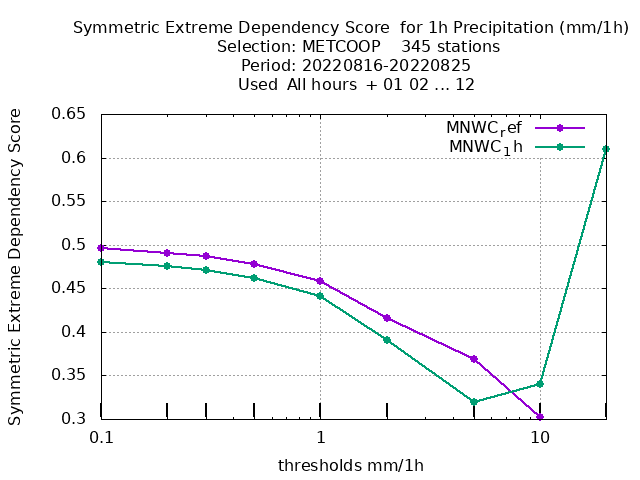 Symmetric Extreme Dependency Score  for 1h Precipitation (mm/1h)
Selection: METCOOP    345 stations
Period: 20220816-20220825
Used  All hours  + 01 02 ... 12
Symmetric Extreme Dependency Score
0.65
0.6
0.55
0.5
0.45
0.4
0.35
0.3
MNWCref
MNWC1h
0.1
1
10
thresholds mm/1h